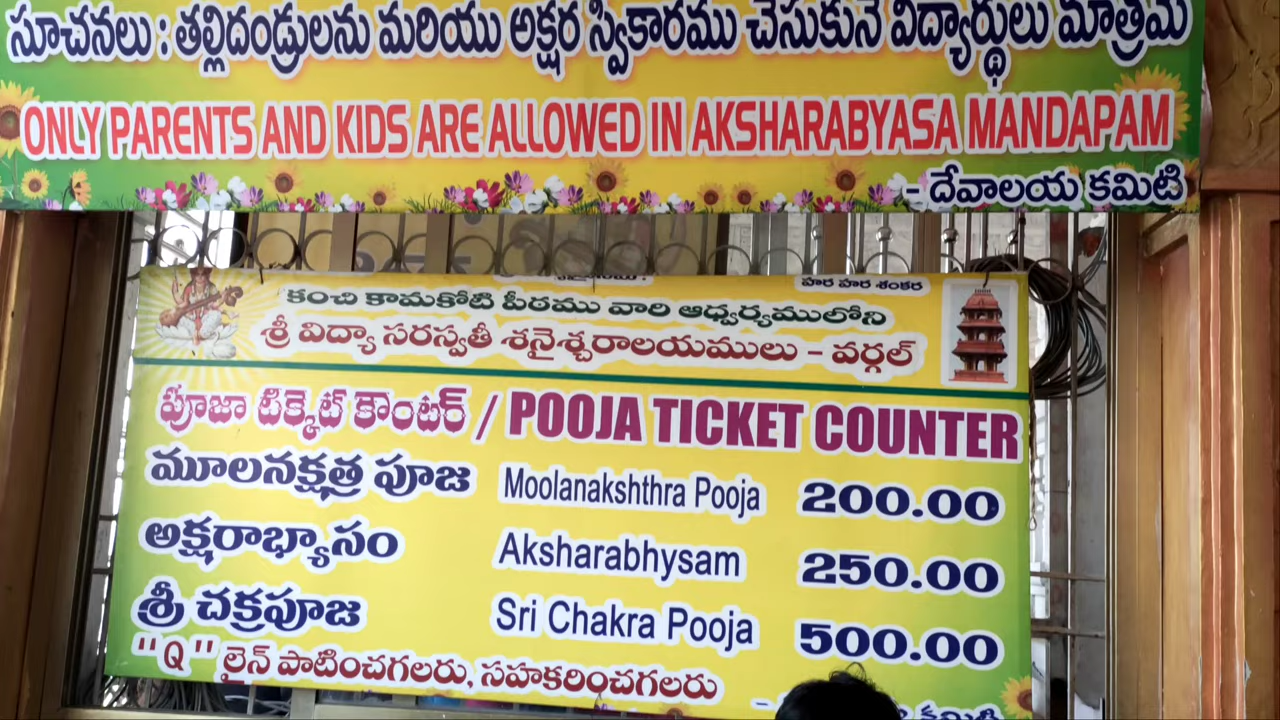 సూచనలు : తల్లిదండ్రులను మరియు అక్షర స్వీకారము చేసుకునే విద్యార్థులు మాత్రమే
ONLY PARENTS AND KIDS ARE ALLOWED IN AKSHARABYASA MANDAPAM
- దేవాలయ కమిటి
హర హర శంకర
కంచి కామకోటి పీఠము వారి ఆధ్వర్యములోని
శ్రీ విద్యా సరస్వతీ శనైశ్చరాలయములు - వర్గల్
పూజా టిక్కెట్ కౌంటర్ / POOJA TICKET COUNTER
మూలనక్షత్ర పూజ Moolanakshthra Pooja 200.00
అక్షరాభ్యాసం Aksharabhysam 250.00
శ్రీ చక్రపూజ Sri Chakra Pooja 500.00
"Q" లైన్ పాటించగలరు, సహకరించగలరు
కమిటి